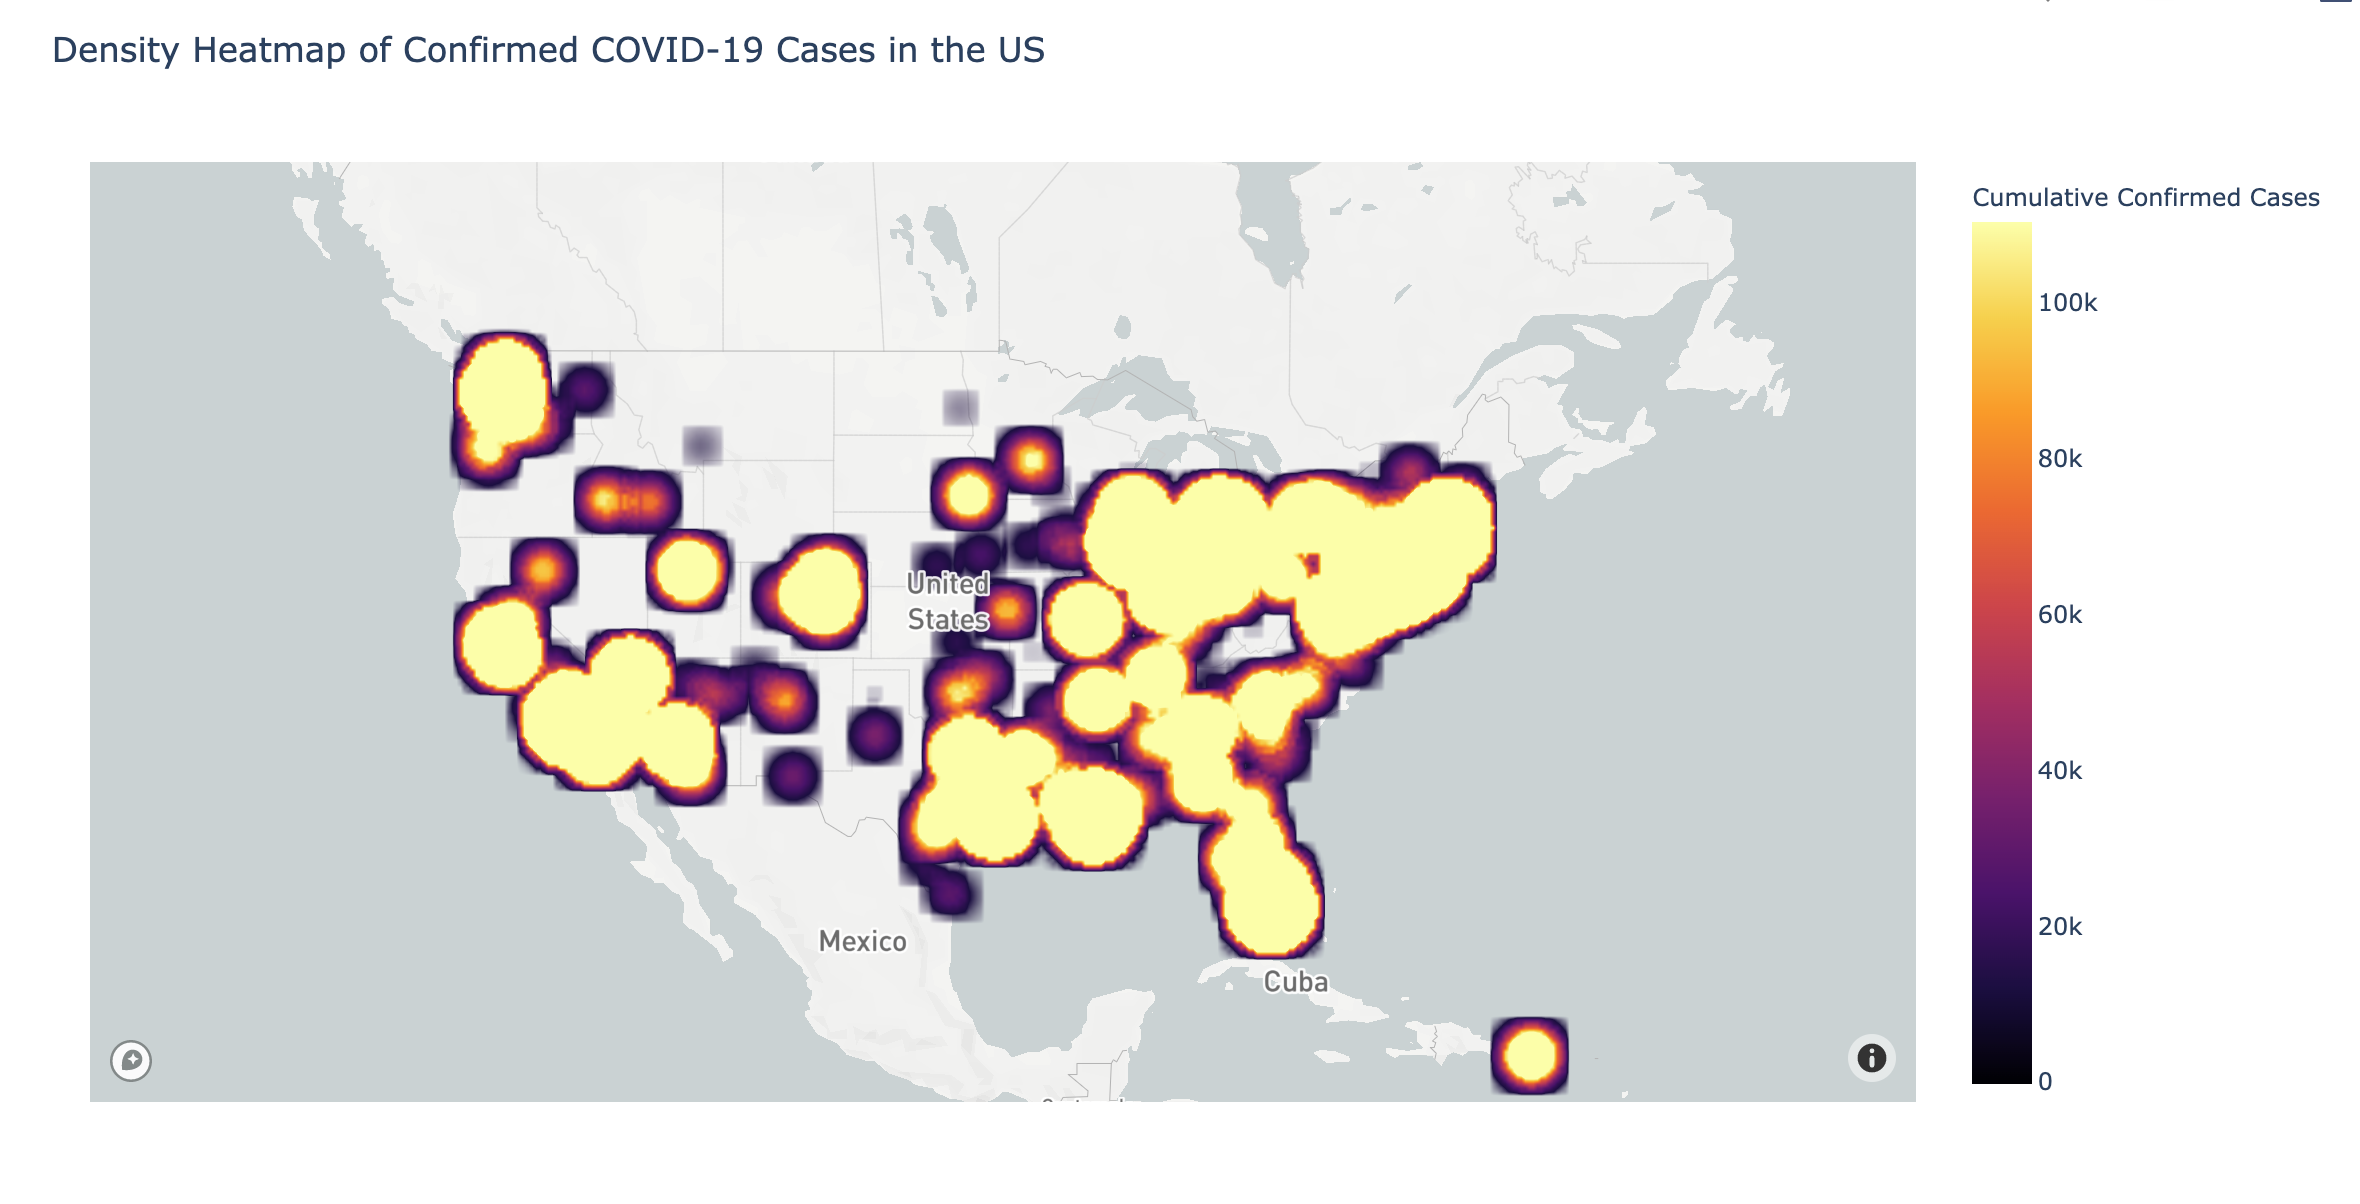 Density Heatmap of Confirmed COVID-19 Cases in the US
Cumulative Confirmed Cases
100k
80k
60k
40k
20k
0
United
States
Mexico
Cuba